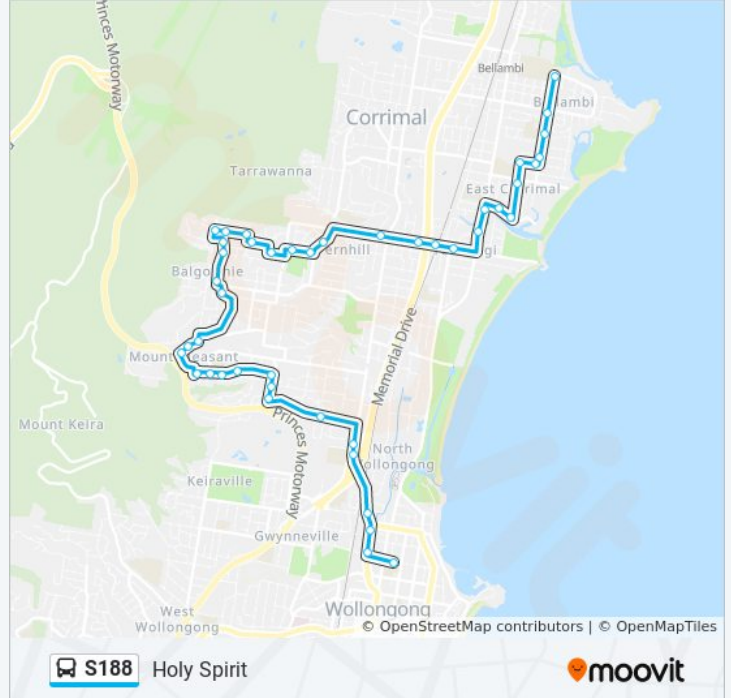 Princes Motorway
Bellambi
Bellambi
Corrimal
Tarrawanna
East Corrimal
Fernhill
Balgownie
Memorial Drive
Mount Pleasant
Mount Keira
Princes Motorway
North
Wollongong
Keiraville
Gwynneville
West
Wollongong
Wollongong
© OpenStreetMap contributors | © OpenMapTiles
S188 Holy Spirit
moovit